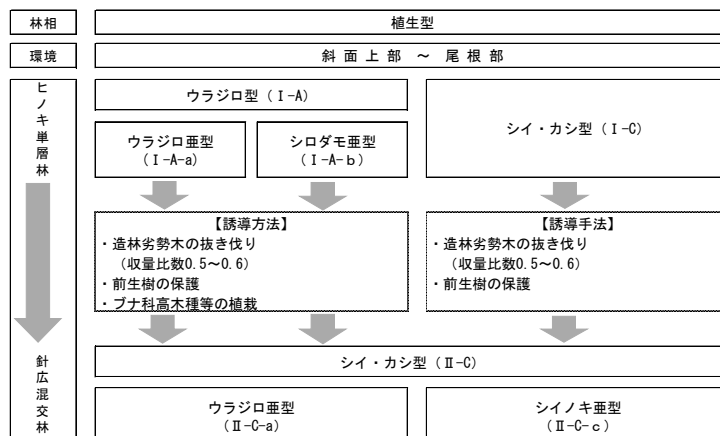 林相
植生型
環境
斜面上部 ～ 尾根部
ヒノキ単層林
ウラジロ型（Ⅰ-A）
シイ・カシ型（Ⅰ-C）
ウラジロ亜型
（Ⅰ-A-a）
シロダモ亜型
（Ⅰ-A-b）
【誘導方法】
・造林劣勢木の抜き伐り
（収量比数0.5～0.6）
・前生樹の保護
・ブナ科高木種等の植栽
【誘導手法】
・造林劣勢木の抜き伐り
（収量比数0.5～0.6）
・前生樹の保護
針広混交林
シイ・カシ型（Ⅱ-C）
ウラジロ亜型
（Ⅱ-C-a）
シイノキ亜型
（Ⅱ-C-c）